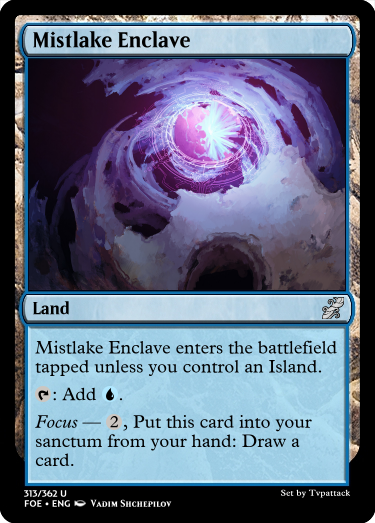 Mistlake Enclave
Land
Mistlake Enclave enters the battlefield
tapped unless you control an Island.
: Add .
Focus — 2, Put this card into your
sanctum from your hand: Draw a
card.
313/362 U
Set by Tvpattack
FOE • ENG Vadim Shchepilov